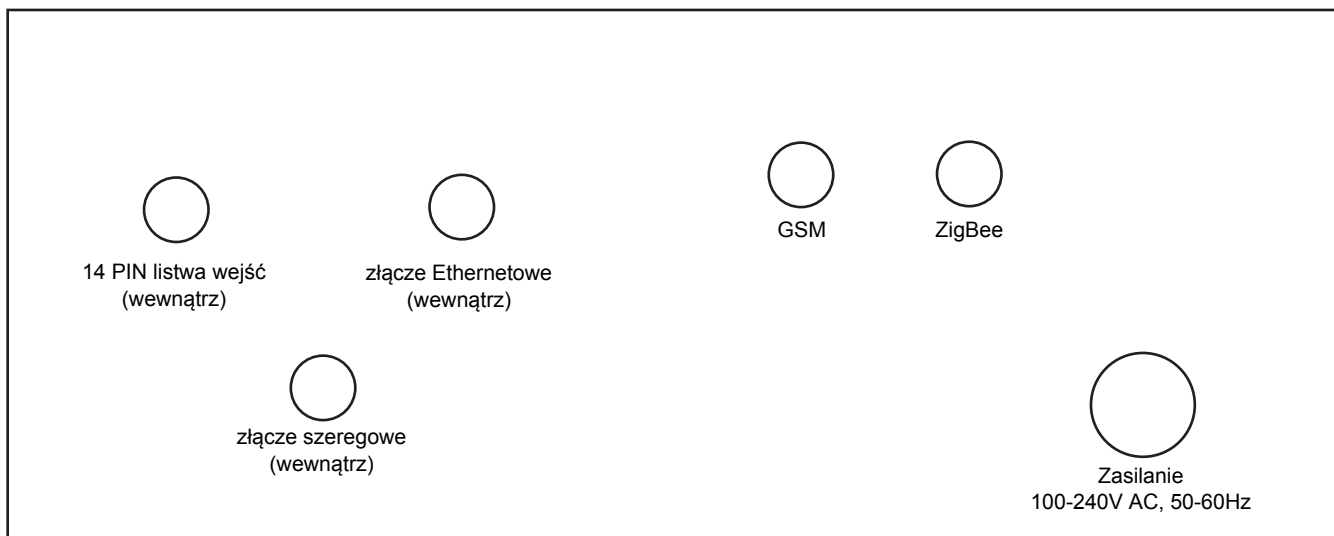 GSM
ZigBee
14 PIN listwa wejść
(wewnątrz)
złącze Ethernetowe
(wewnątrz)
złącze szeregowe
(wewnątrz)
Zasilanie
100-240V AC, 50-60Hz